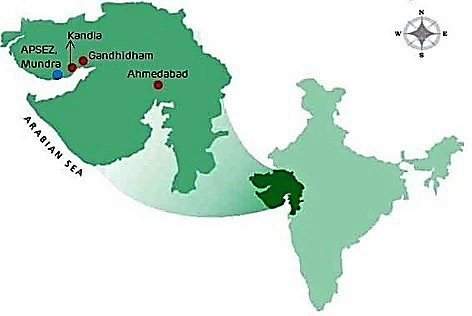 Kandla
APSEZ,
Mundra
Gandhidham
Ahmedabad
ARABIAN SEA
N
W
E
S